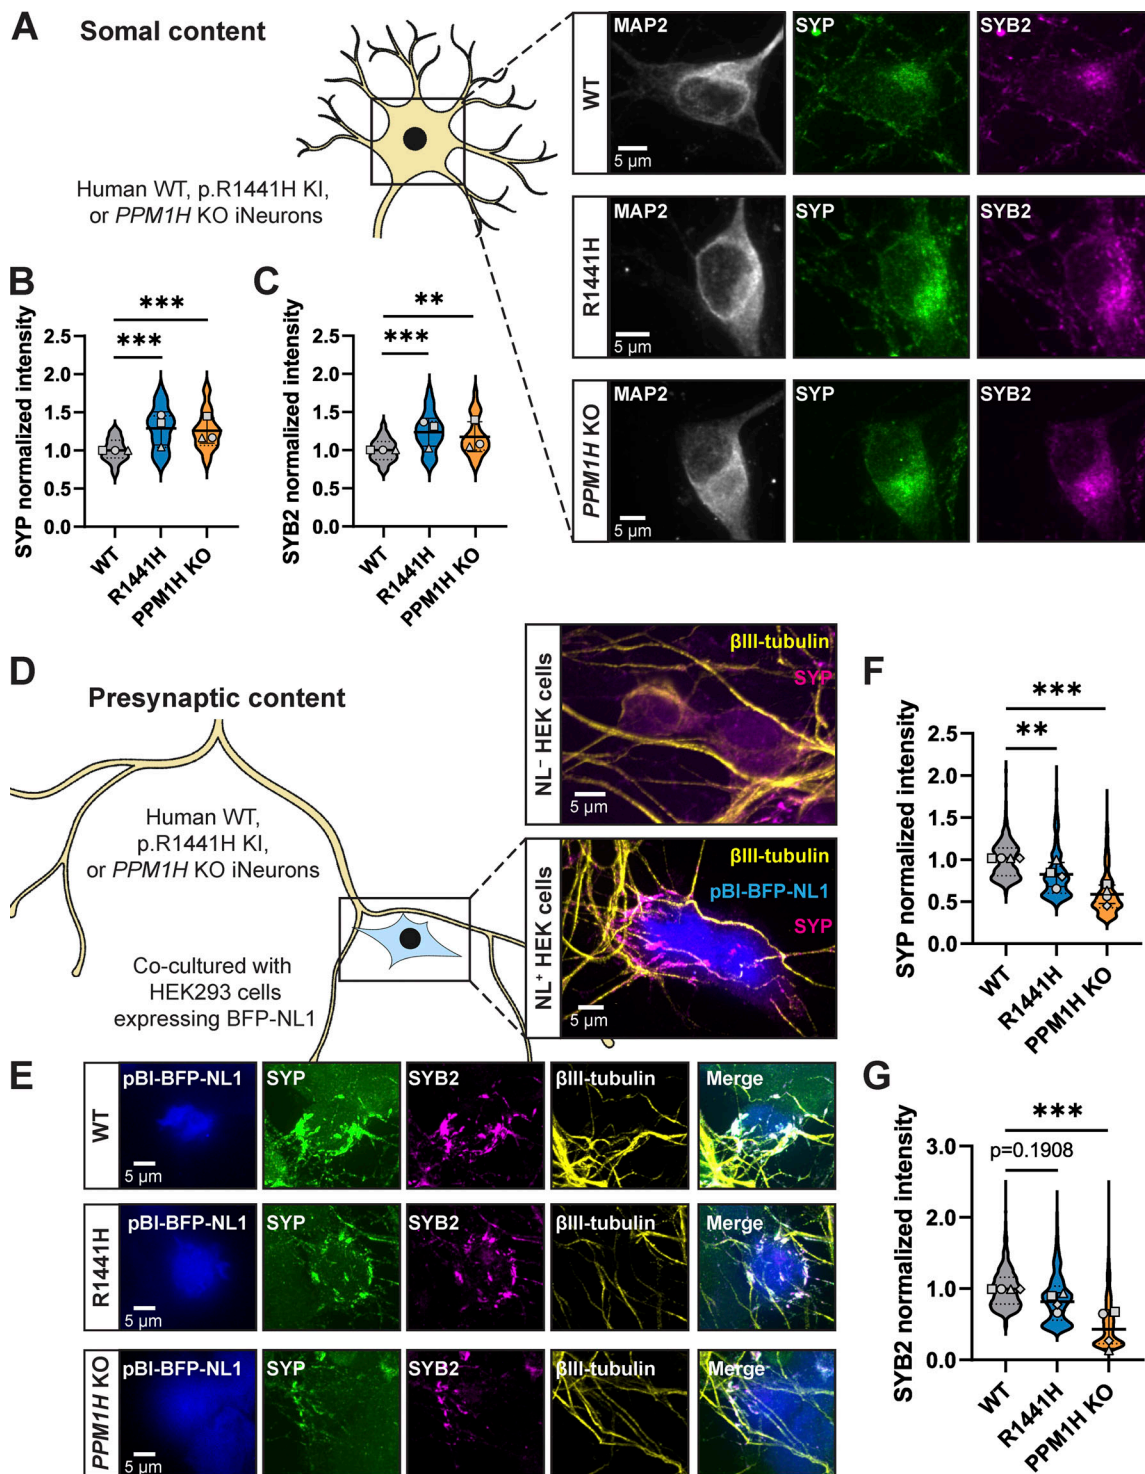 A
Somal content
Human WT, p.R1441H KI,
or PPM1H KO iNeurons
WT
MAP2
5 µm
SYP
SYB2
R1441H
MAP2
5 µm
SYP
SYB2
PPM1H KO
MAP2
5 µm
SYP
SYB2
B
SYP normalized intensity
2.5
2.0
1.5
1.0
0.5
0.0
***
***
WT
R1441H
PPM1H KO
C
SYB2 normalized intensity
2.5
2.0
1.5
1.0
0.5
0.0
**
***
WT
R1441H
PPM1H KO
D
Presynaptic content
Human WT,
p.R1441H KI,
or PPM1H KO iNeurons
Co-cultured with
HEK293 cells
expressing BFP-NL1
NL⁻ HEK cells
βIII-tubulin
SYP
5 µm
NL⁺ HEK cells
βIII-tubulin
pBI-BFP-NL1
SYP
5 µm
E
WT
pBI-BFP-NL1
5 µm
SYP
SYB2
βIII-tubulin
Merge
R1441H
pBI-BFP-NL1
5 µm
SYP
SYB2
βIII-tubulin
Merge
PPM1H KO
pBI-BFP-NL1
5 µm
SYP
SYB2
βIII-tubulin
Merge
F
SYP normalized intensity
2.5
2.0
1.5
1.0
0.5
0.0
***
**
WT
R1441H
PPM1H KO
G
SYB2 normalized intensity
3.0
2.0
1.0
0.0
***
p=0.1908
WT
R1441H
PPM1H KO